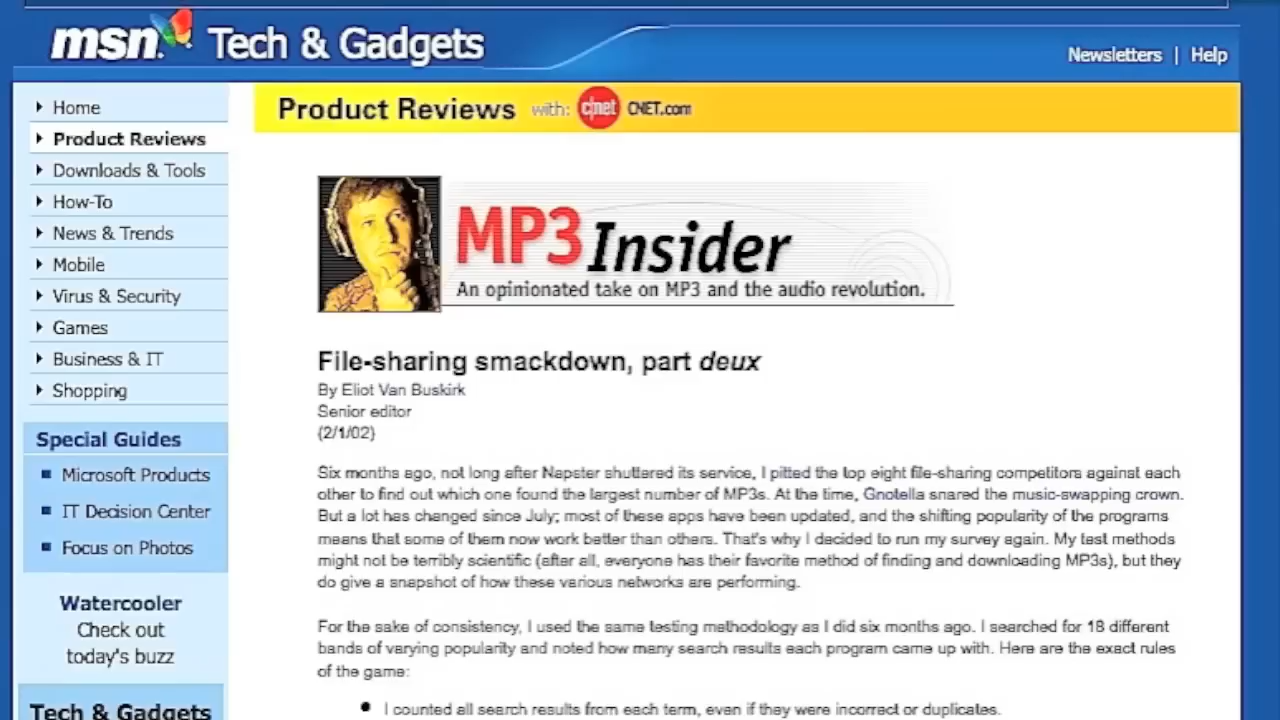 msn Tech & Gadgets
Newsletters | Help
Home
Product Reviews
Downloads & Tools
How-To
News & Trends
Mobile
Virus & Security
Games
Business & IT
Shopping
Special Guides
Microsoft Products
IT Decision Center
Focus on Photos
Watercooler
Check out
today's buzz
Tech & Gadgets
Product Reviews with: c|net CNET.com
MP3 Insider
An opinionated take on MP3 and the audio revolution.
File-sharing smackdown, part deux
By Eliot Van Buskirk
Senior editor
(2/1/02)
Six months ago, not long after Napster shuttered its service, I pitted the top eight file-sharing competitors against each
other to find out which one found the largest number of MP3s. At the time, Gnotella snared the music-swapping crown.
But a lot has changed since July; most of these apps have been updated, and the shifting popularity of the programs
means that some of them now work better than others. That's why I decided to run my survey again. My test methods
might not be terribly scientific (after all, everyone has their favorite method of finding and downloading MP3s), but they
do give a snapshot of how these various networks are performing.
For the sake of consistency, I used the same testing methodology as I did six months ago. I searched for 18 different
bands of varying popularity and noted how many search results each program came up with. Here are the exact rules
of the game:
● I counted all search results from each term, even if they were incorrect or duplicates.